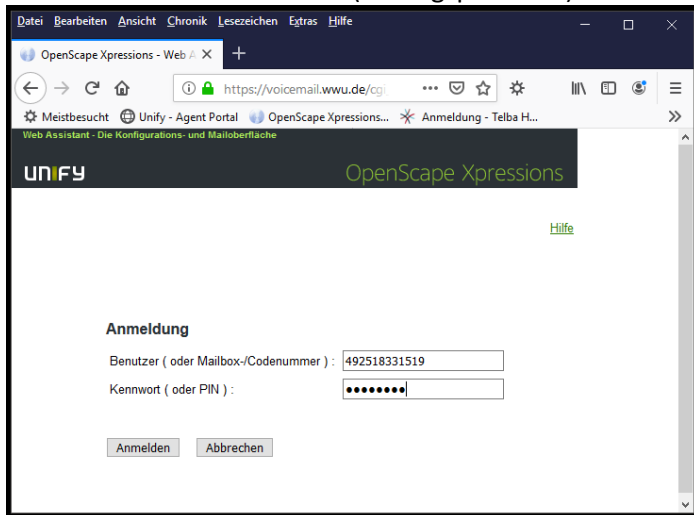 Datei Bearbeiten Ansicht Chronik Lesezeichen Extras Hilfe
OpenScape Xpressions - Web A
https://voicemail.wwu.de/cgi
Meistbesucht Unify - Agent Portal OpenScape Xpressions... Anmeldung - Telba H...
Web Assistant - Die Konfigurations- und Mailoberfläche
UNIFY OpenScape Xpressions
Hilfe
Anmeldung
Benutzer ( oder Mailbox-/Codenummer ) : 492518331519
Kennwort ( oder PIN ) : ●●●●●●●●
Anmelden Abbrechen